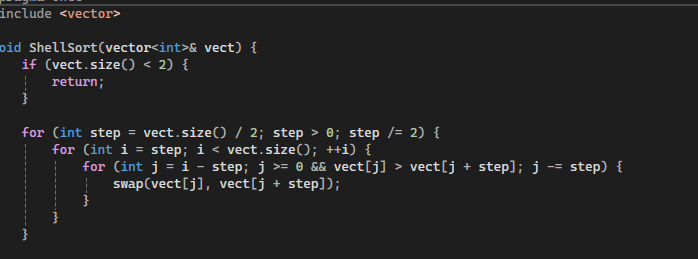 include <vector>
oid ShellSort(vector<int>& vect) {
    if (vect.size() < 2) {
        return;
    }
    for (int step = vect.size() / 2; step > 0; step /= 2) {
        for (int i = step; i < vect.size(); ++i) {
            for (int j = i - step; j >= 0 && vect[j] > vect[j + step]; j -= step) {
                swap(vect[j], vect[j + step]);
            }
        }
    }